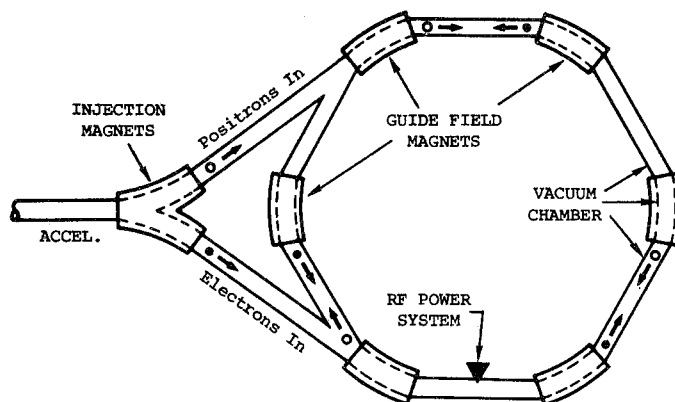 Positrons In
INJECTION
MAGNETS
GUIDE FIELD
MAGNETS
VACUUM
CHAMBER
ACCEL.
Electrons In
RF POWER
SYSTEM